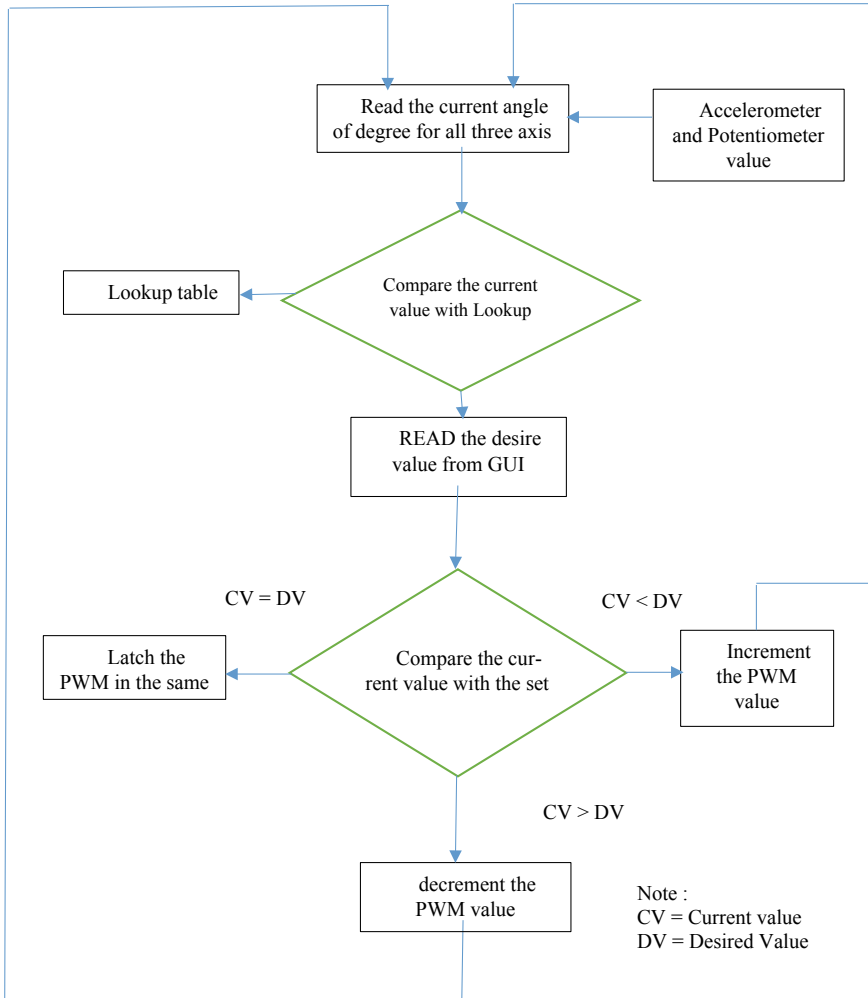 Read the current angle
of degree for all three axis
Accelerometer
and Potentiometer
value
Compare the current
value with Lookup
Lookup table
READ the desire
value from GUI
CV = DV
CV < DV
Latch the
PWM in the same
Compare the cur-
rent value with the set
Increment
the PWM
value
CV > DV
decrement the
PWM value
Note :
CV = Current value
DV = Desired Value